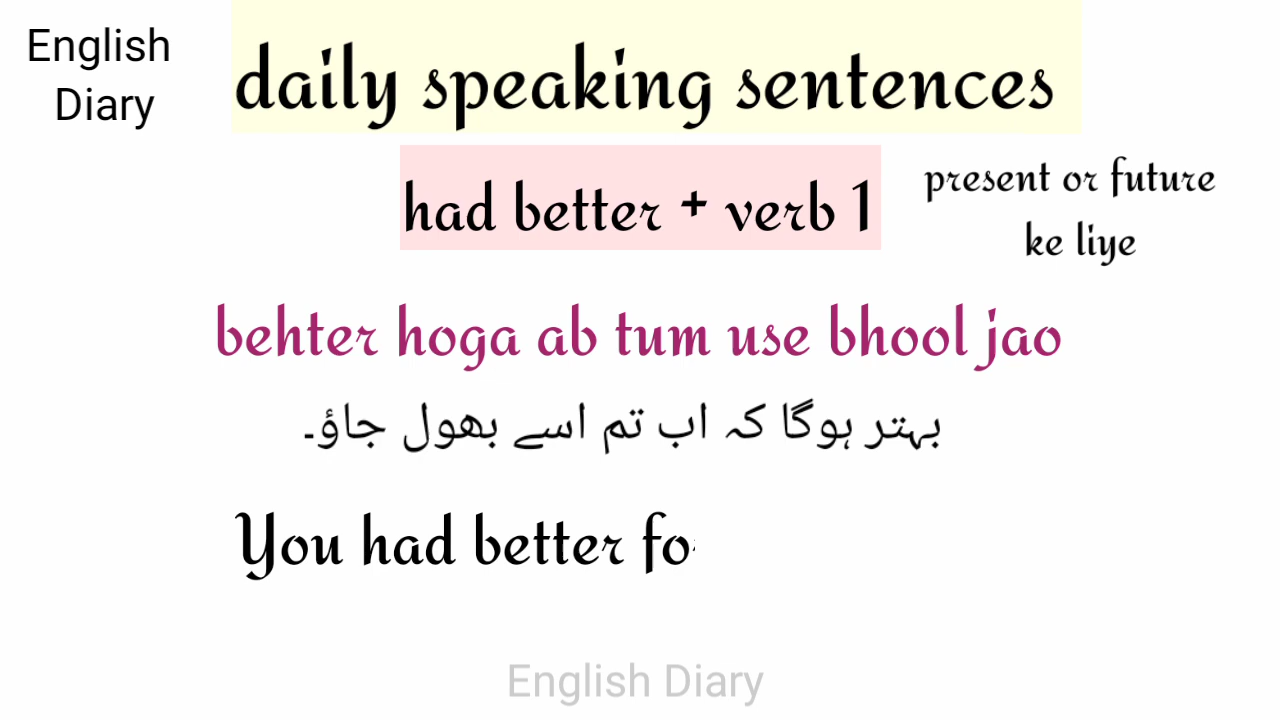 English
Diary
daily speaking sentences
had better + verb 1
present or future
ke liye
behter hoga ab tum use bhool jao
بہتر ہوگا کہ اب تم اسے بھول جاؤ۔
You had better
English Diary